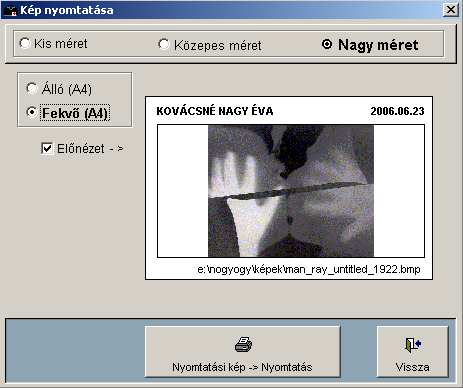 Kép nyomtatása
Kis méret
Közepes méret
Nagy méret
Álló (A4)
Fekvő (A4)
Előnézet - >
KOVÁCSNÉ NAGY ÉVA 2006.06.23
e:\nogyogy\képek\man_ray_untitled_1922.bmp
Nyomtatási kép -> Nyomtatás
Vissza